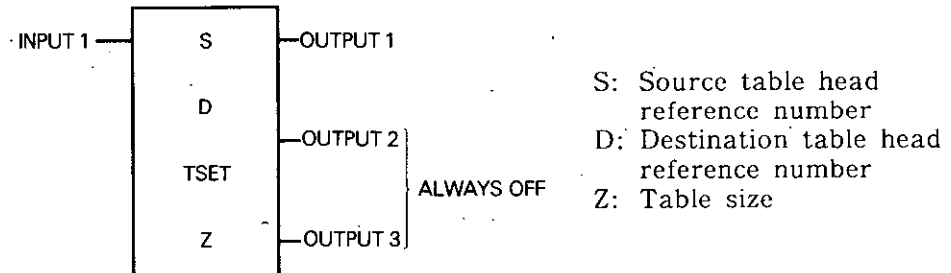 INPUT 1
S
OUTPUT 1
D
OUTPUT 2
TSET
ALWAYS OFF
Z
OUTPUT 3
S: Source table head
reference number
D: Destination table head
reference number
Z: Table size